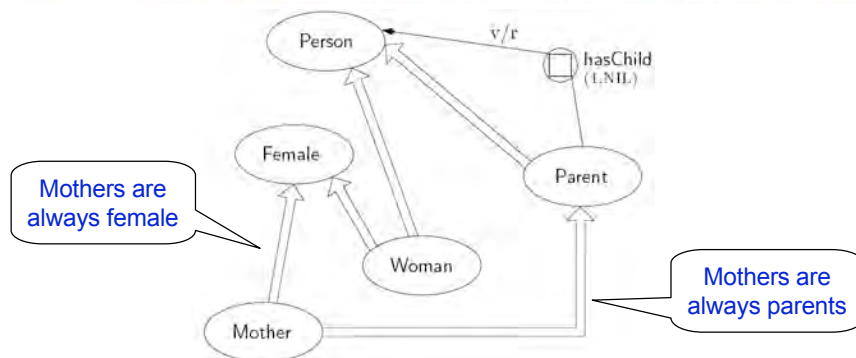 Person
v/r
hasChild
(1,NIL)
Female
Parent
Mothers are
always female
Woman
Mothers are
always parents
Mother